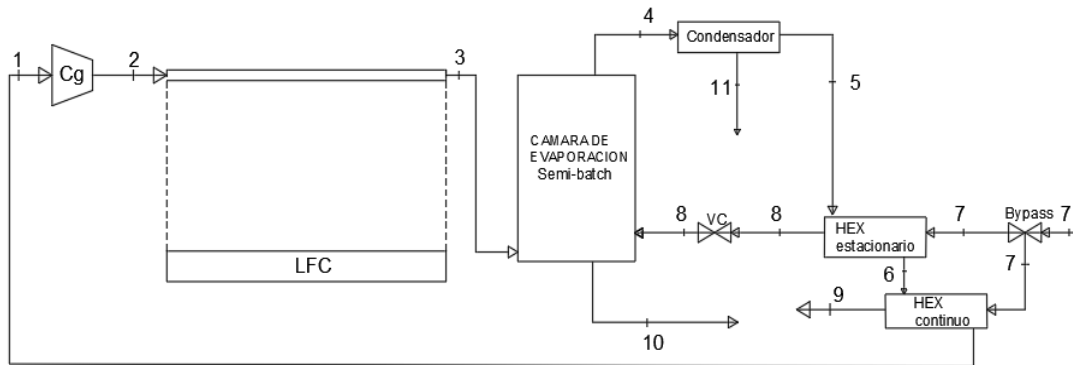 1
Cg
2
3
LFC
4
Condensador
11
5
CAMARA DE
EVAPORACION
Semi-batch
8
VC
8
HEX
estacionario
7
Bypass
7
7
6
9
HEX
continuo
10